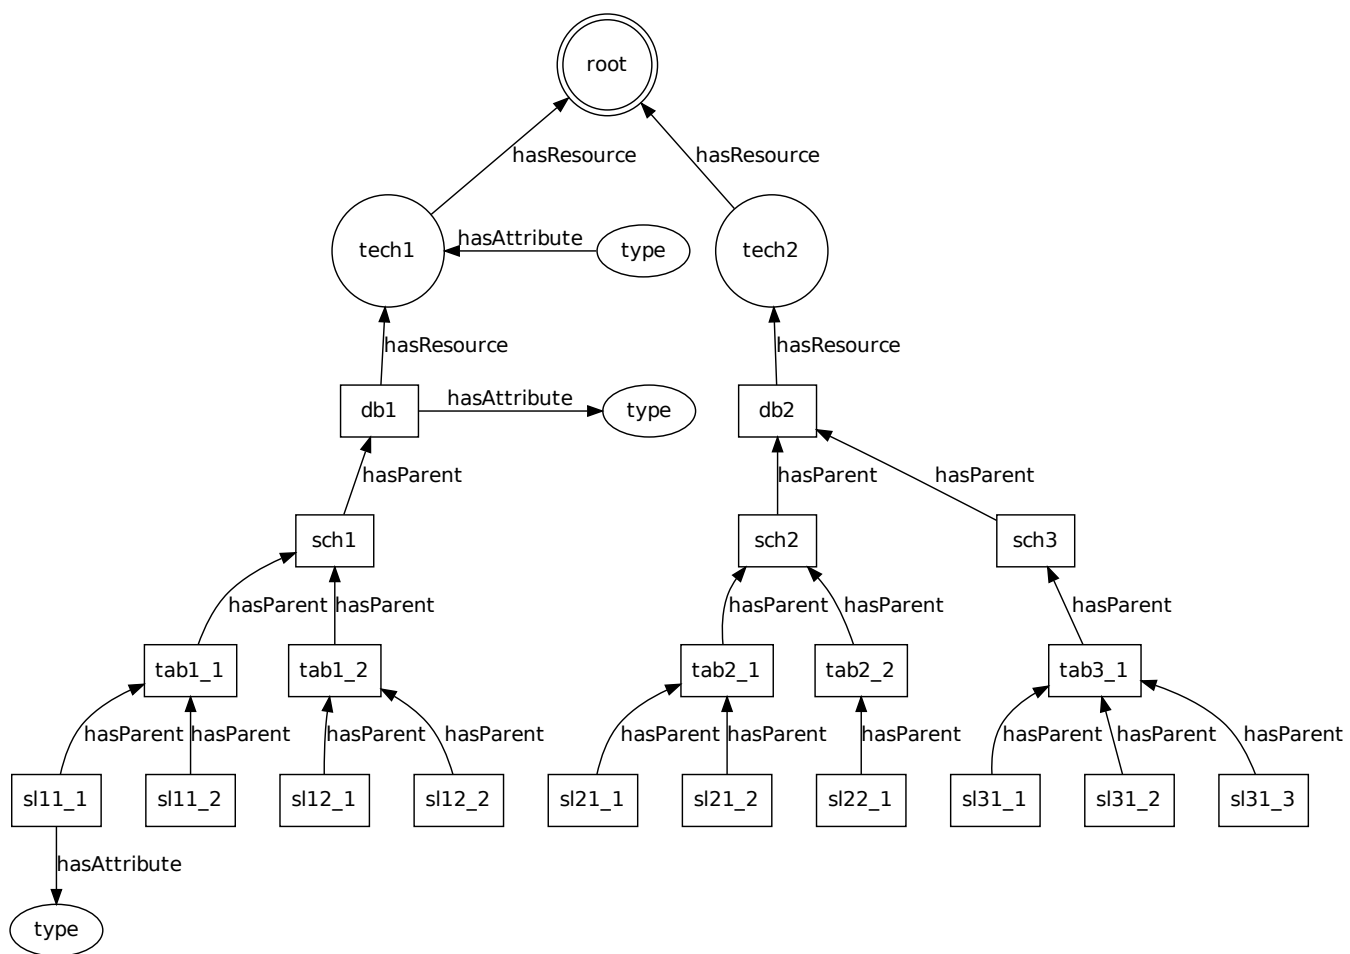 root
hasResource
hasResource
tech1
hasAttribute
type
tech2
hasResource
hasResource
db1
hasAttribute
type
db2
hasParent
hasParent
hasParent
sch1
sch2
sch3
hasParent
hasParent
hasParent
hasParent
hasParent
tab1_1
tab1_2
tab2_1
tab2_2
tab3_1
hasParent
hasParent
hasParent
hasParent
hasParent
hasParent
hasParent
hasParent
hasParent
hasParent
sl11_1
sl11_2
sl12_1
sl12_2
sl21_1
sl21_2
sl22_1
sl31_1
sl31_2
sl31_3
hasAttribute
type